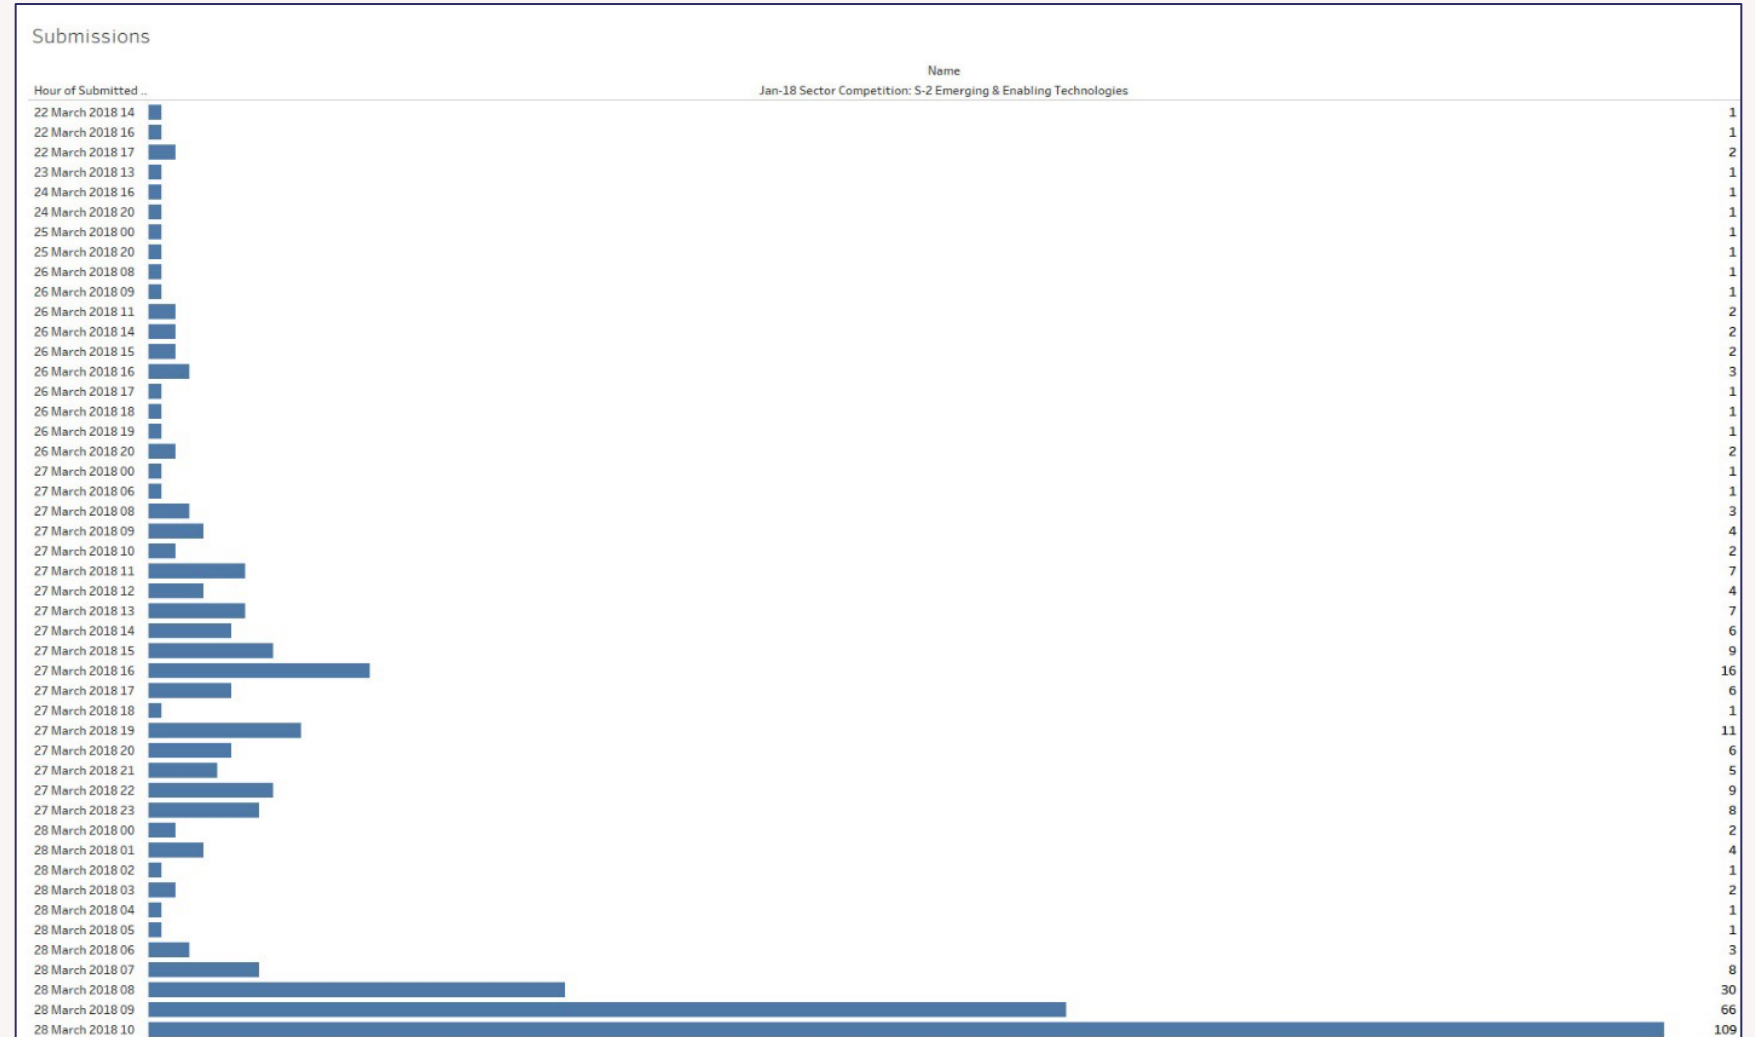 Submissions
Name
Hour of Submitted .. Jan-18 Sector Competition: S-2 Emerging & Enabling Technologies
22 March 2018 14 1
22 March 2018 16 1
22 March 2018 17 2
23 March 2018 13 1
24 March 2018 16 1
24 March 2018 20 1
25 March 2018 00 1
25 March 2018 20 1
26 March 2018 08 1
26 March 2018 09 1
26 March 2018 11 2
26 March 2018 14 2
26 March 2018 15 2
26 March 2018 16 3
26 March 2018 17 1
26 March 2018 18 1
26 March 2018 19 1
26 March 2018 20 2
27 March 2018 00 1
27 March 2018 06 1
27 March 2018 08 3
27 March 2018 09 4
27 March 2018 10 2
27 March 2018 11 7
27 March 2018 12 4
27 March 2018 13 7
27 March 2018 14 6
27 March 2018 15 9
27 March 2018 16 16
27 March 2018 17 6
27 March 2018 18 1
27 March 2018 19 11
27 March 2018 20 6
27 March 2018 21 5
27 March 2018 22 9
27 March 2018 23 8
28 March 2018 00 2
28 March 2018 01 4
28 March 2018 02 1
28 March 2018 03 2
28 March 2018 04 1
28 March 2018 05 1
28 March 2018 06 3
28 March 2018 07 8
28 March 2018 08 30
28 March 2018 09 66
28 March 2018 10 109